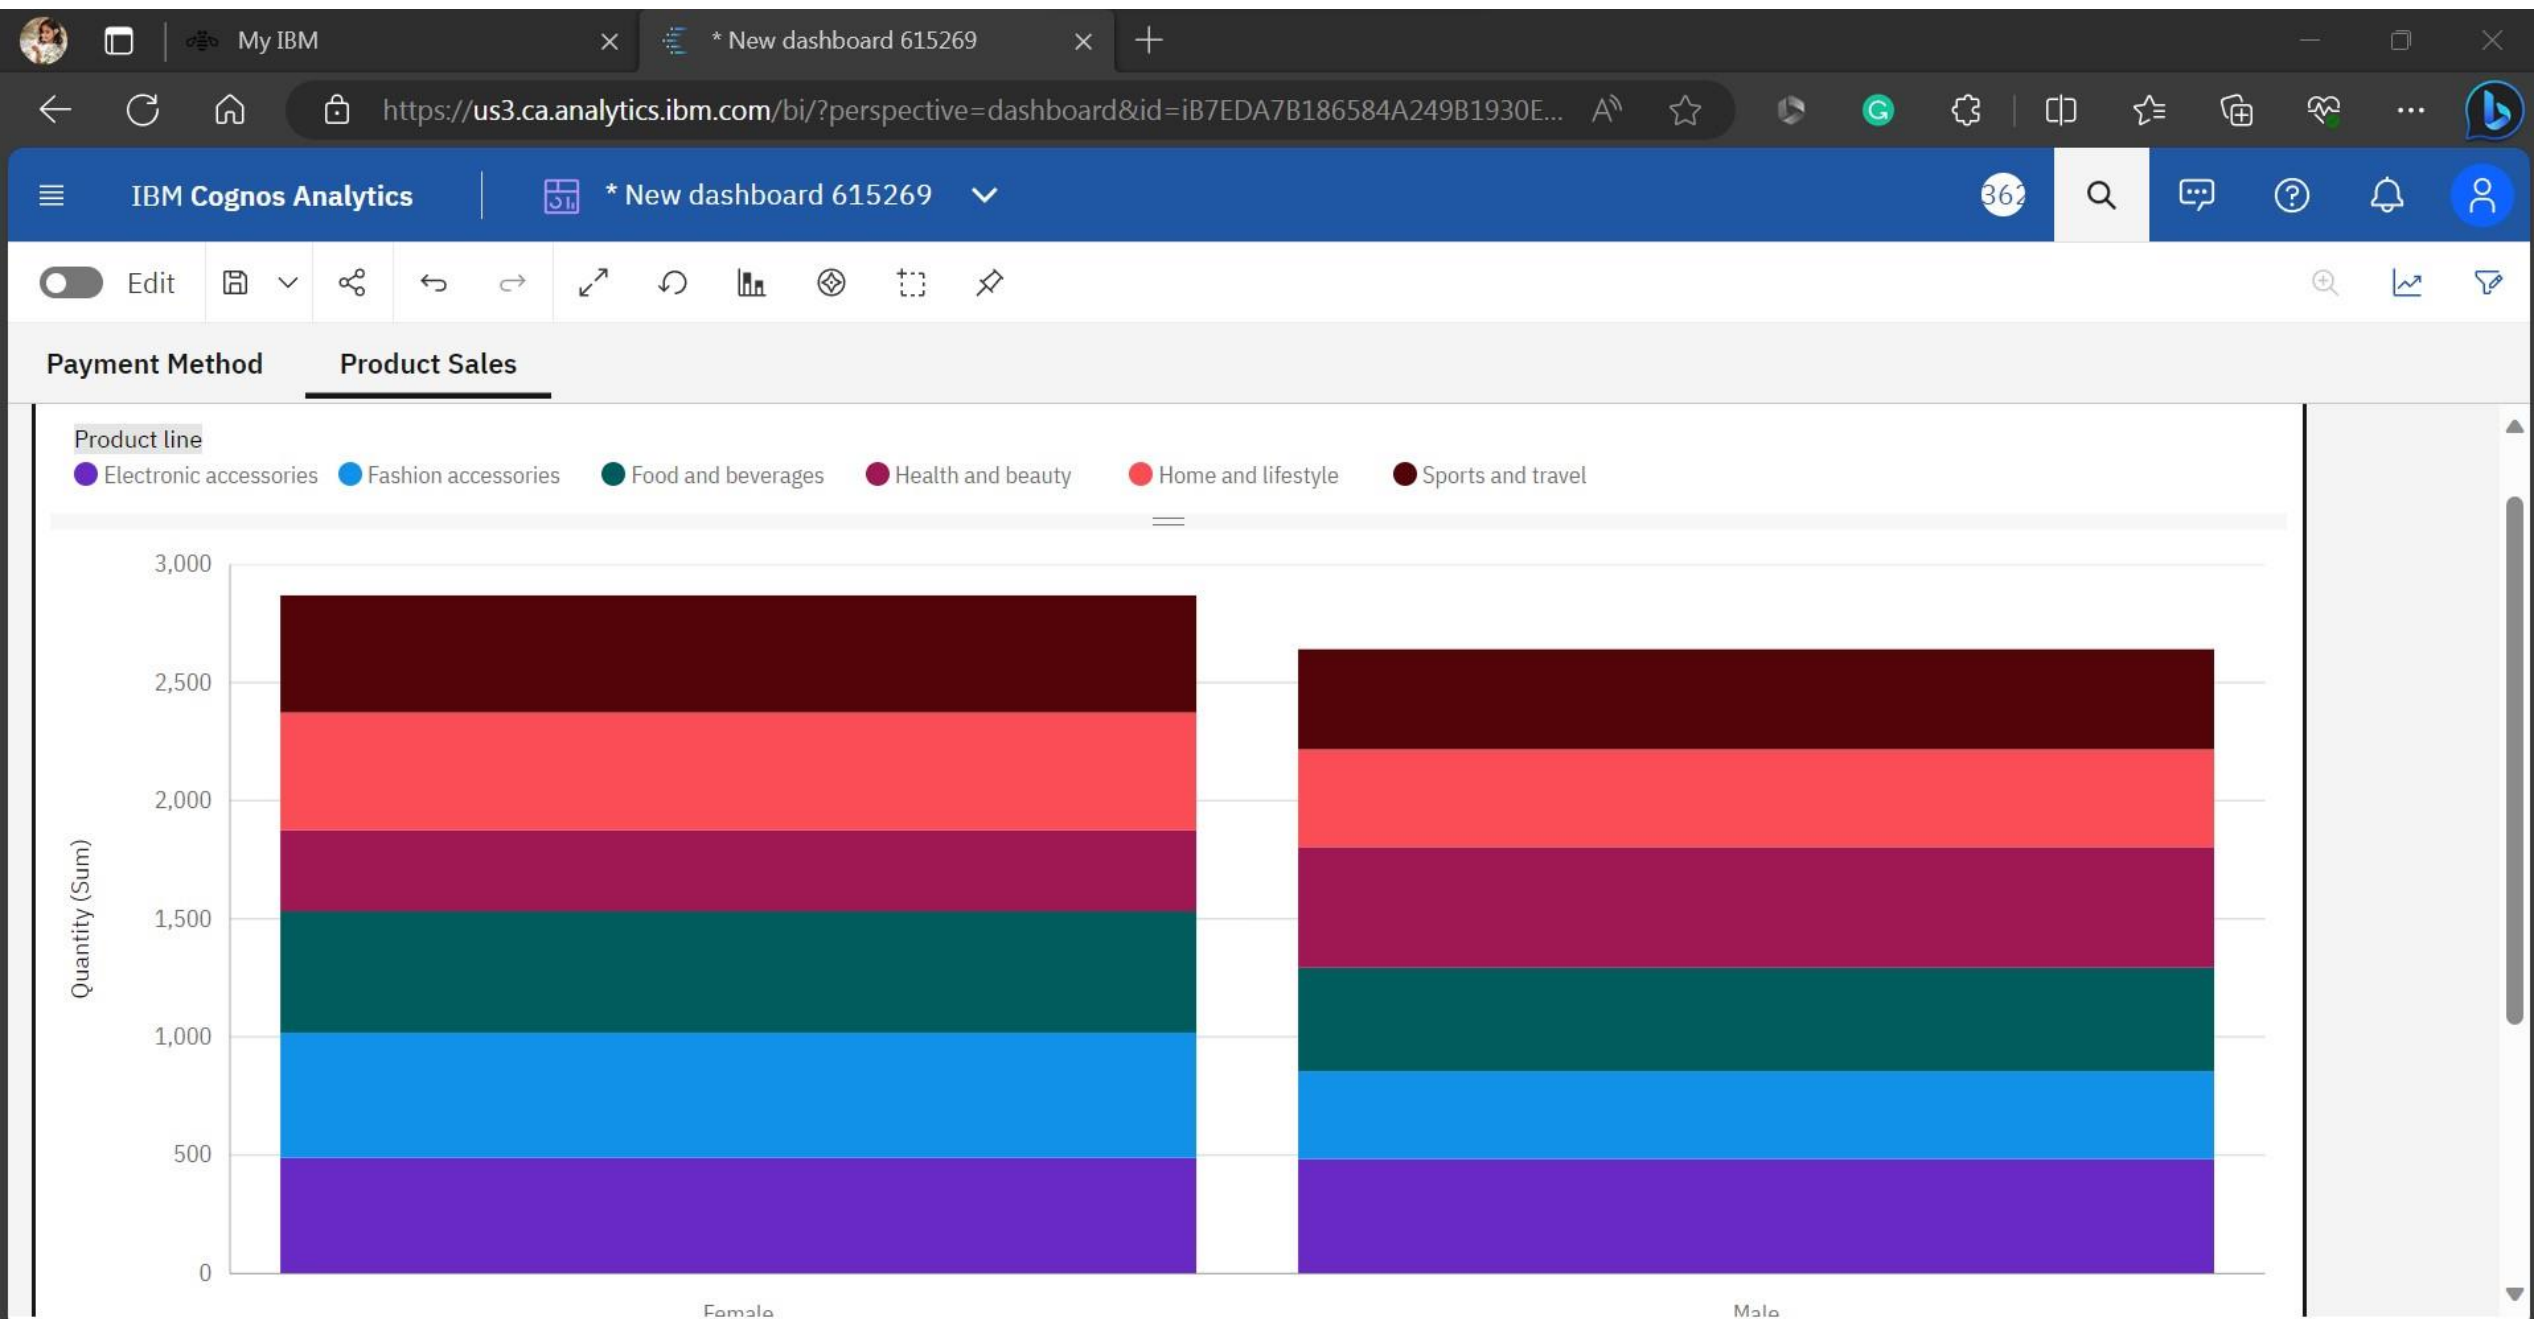 My IBM
* New dashboard 615269
https://us3.ca.analytics.ibm.com/bi/?perspective=dashboard&id=iB7EDA7B186584A249B1930E...
IBM Cognos Analytics
* New dashboard 615269
362
Edit
Payment Method
Product Sales
Product line
Electronic accessories
Fashion accessories
Food and beverages
Health and beauty
Home and lifestyle
Sports and travel
3,000
2,500
2,000
1,500
1,000
500
0
Quantity (Sum)
Female
Male